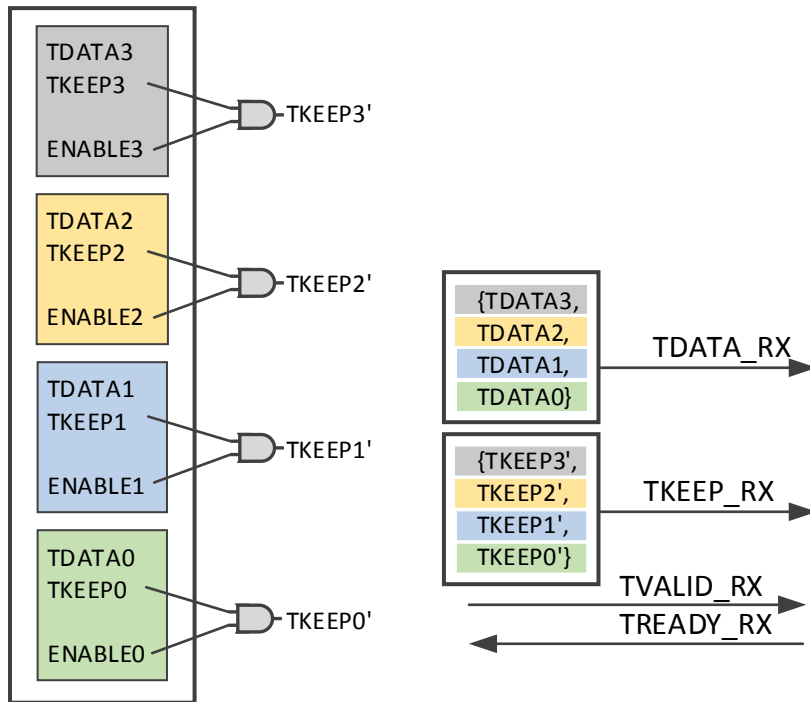 TDATA3
TKEEP3
ENABLE3
TKEEP3'
TDATA2
TKEEP2
ENABLE2
TKEEP2'
TDATA1
TKEEP1
ENABLE1
TKEEP1'
TDATA0
TKEEP0
ENABLE0
TKEEP0'
{TDATA3,
TDATA2,
TDATA1,
TDATA0}
TDATA_RX
{TKEEP3',
TKEEP2',
TKEEP1',
TKEEP0'}
TKEEP_RX
TVALID_RX
TREADY_RX